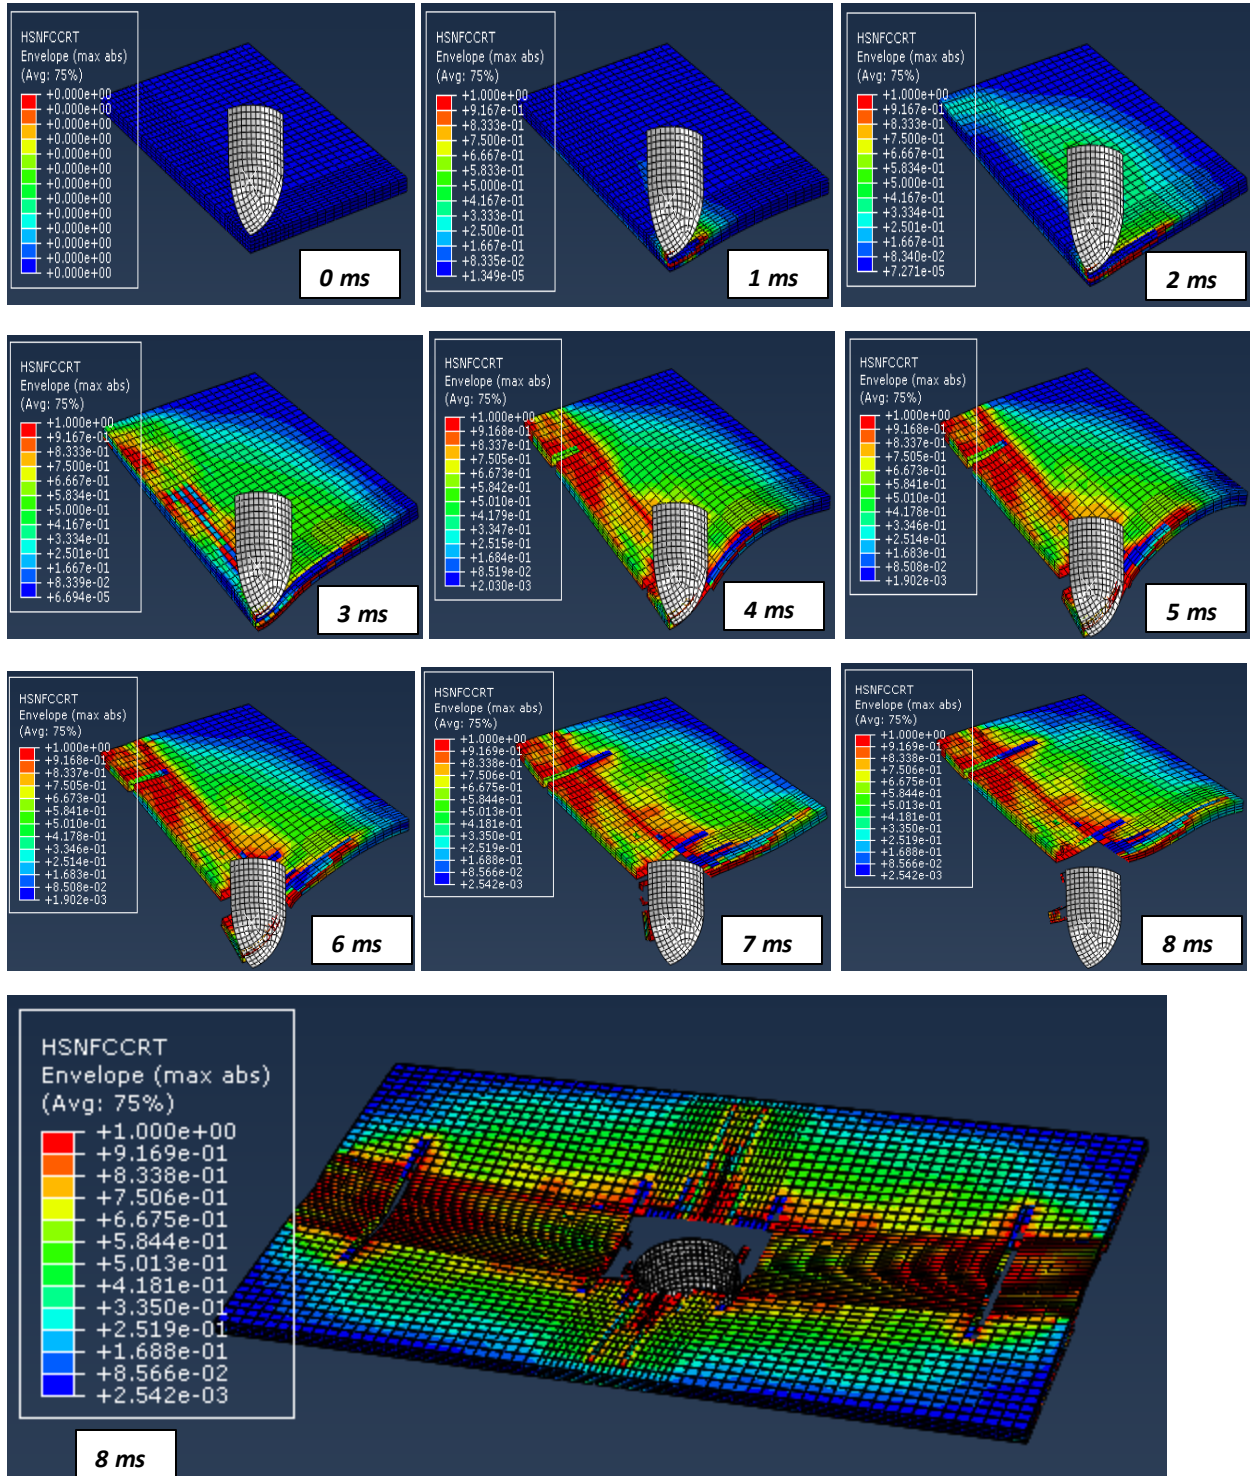 HSNFCCRT
Envelope (max abs)
(Avg: 75%)
+0.000e+00
+0.000e+00
+0.000e+00
+0.000e+00
+0.000e+00
+0.000e+00
+0.000e+00
+0.000e+00
+0.000e+00
+0.000e+00
+0.000e+00
+0.000e+00
+0.000e+00
0 ms
HSNFCCRT
Envelope (max abs)
(Avg: 75%)
+1.000e+00
+9.167e-01
+8.333e-01
+7.500e-01
+6.667e-01
+5.833e-01
+5.000e-01
+4.167e-01
+3.333e-01
+2.500e-01
+1.667e-01
+8.335e-02
+1.349e-05
1 ms
HSNFCCRT
Envelope (max abs)
(Avg: 75%)
+1.000e+00
+9.167e-01
+8.333e-01
+7.500e-01
+6.667e-01
+5.834e-01
+5.000e-01
+4.167e-01
+3.334e-01
+2.501e-01
+1.667e-01
+8.340e-02
+7.271e-05
2 ms
HSNFCCRT
Envelope (max abs)
(Avg: 75%)
+1.000e+00
+9.167e-01
+8.333e-01
+7.500e-01
+6.667e-01
+5.834e-01
+5.000e-01
+4.167e-01
+3.334e-01
+2.501e-01
+1.667e-01
+8.339e-02
+6.694e-05
3 ms
HSNFCCRT
Envelope (max abs)
(Avg: 75%)
+1.000e+00
+9.168e-01
+8.337e-01
+7.505e-01
+6.673e-01
+5.842e-01
+5.010e-01
+4.179e-01
+3.347e-01
+2.515e-01
+1.684e-01
+8.519e-02
+2.030e-03
4 ms
HSNFCCRT
Envelope (max abs)
(Avg: 75%)
+1.000e+00
+9.168e-01
+8.337e-01
+7.505e-01
+6.673e-01
+5.841e-01
+5.010e-01
+4.178e-01
+3.346e-01
+2.514e-01
+1.683e-01
+8.508e-02
+1.902e-03
5 ms
HSNFCCRT
Envelope (max abs)
(Avg: 75%)
+1.000e+00
+9.168e-01
+8.337e-01
+7.505e-01
+6.673e-01
+5.841e-01
+5.010e-01
+4.178e-01
+3.346e-01
+2.514e-01
+1.683e-01
+8.508e-02
+1.902e-03
6 ms
HSNFCCRT
Envelope (max abs)
(Avg: 75%)
+1.000e+00
+9.169e-01
+8.338e-01
+7.506e-01
+6.675e-01
+5.844e-01
+5.013e-01
+4.181e-01
+3.350e-01
+2.519e-01
+1.688e-01
+8.566e-02
+2.542e-03
7 ms
HSNFCCRT
Envelope (max abs)
(Avg: 75%)
+1.000e+00
+9.169e-01
+8.338e-01
+7.506e-01
+6.675e-01
+5.844e-01
+5.013e-01
+4.181e-01
+3.350e-01
+2.519e-01
+1.688e-01
+8.566e-02
+2.542e-03
8 ms
HSNFCCRT
Envelope (max abs)
(Avg: 75%)
+1.000e+00
+9.169e-01
+8.338e-01
+7.506e-01
+6.675e-01
+5.844e-01
+5.013e-01
+4.181e-01
+3.350e-01
+2.519e-01
+1.688e-01
+8.566e-02
+2.542e-03
8 ms